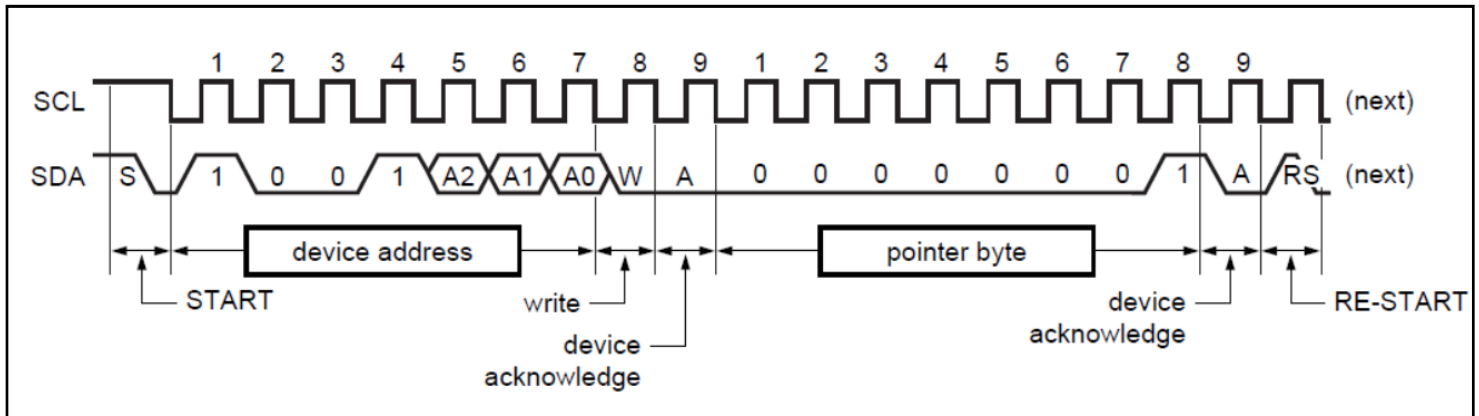 1 2 3 4 5 6 7 8 9 1 2 3 4 5 6 7 8 9
SCL (next)
SDA S 1 0 0 1 A2 A1 A0 W A 0 0 0 0 0 0 0 1 A RS (next)
device address pointer byte
START write device RE-START
device acknowledge
acknowledge